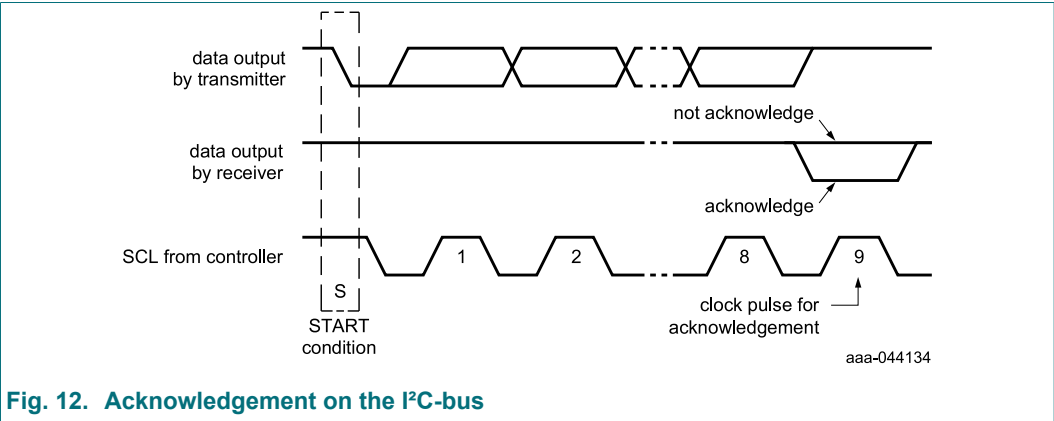 data output
by transmitter
not acknowledge
data output
by receiver
acknowledge
SCL from controller
1
2
8
9
S
START
condition
clock pulse for
acknowledgement
aaa-044134
Fig. 12. Acknowledgement on the I²C-bus